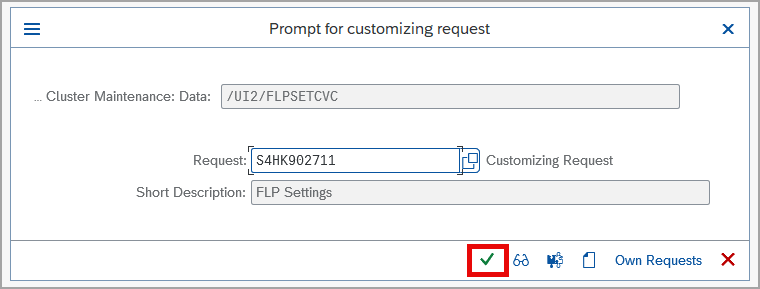 Prompt for customizing request
... Cluster Maintenance: Data: /UI2/FLPSETCVC
Request: S4HK902711 Customizing Request
Short Description: FLP Settings
Own Requests